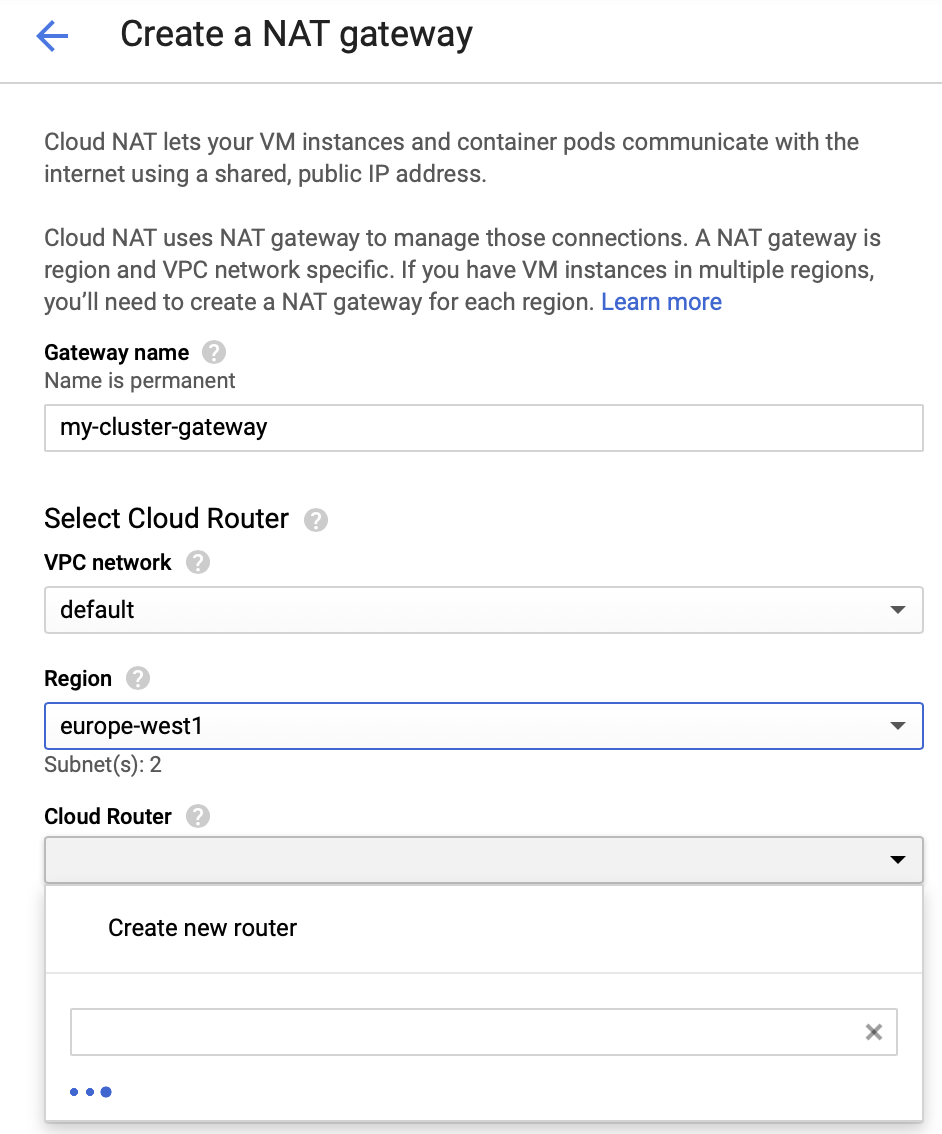 Create a NAT gateway
Cloud NAT lets your VM instances and container pods communicate with the
internet using a shared, public IP address.
Cloud NAT uses NAT gateway to manage those connections. A NAT gateway is
region and VPC network specific. If you have VM instances in multiple regions,
you’ll need to create a NAT gateway for each region. Learn more
Gateway name ?
Name is permanent
my-cluster-gateway
Select Cloud Router ?
VPC network ?
default
Region ?
europe-west1
Subnet(s): 2
Cloud Router ?
Create new router